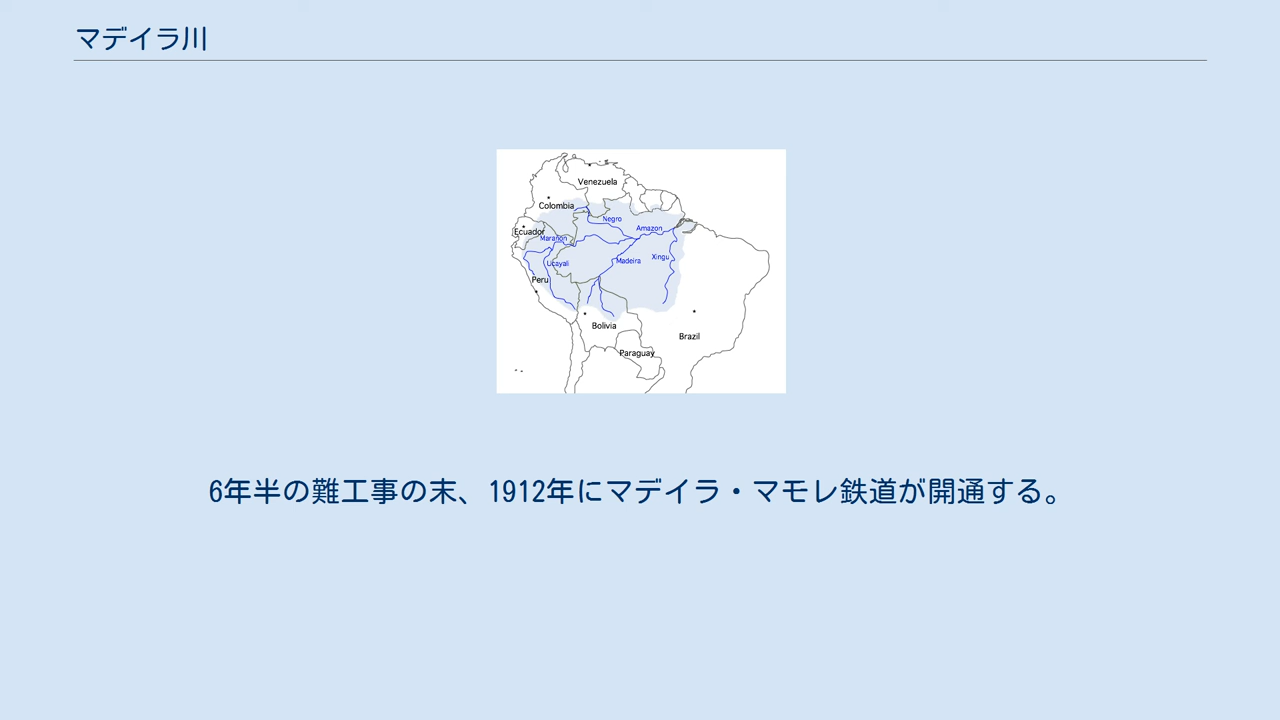 マデイラ川
Venezuela
Colombia
Negro
Amazon
Ecuador
Marañon
Ucayali
Madeira
Xingu
Peru
Bolivia
Brazil
Paraguay
6年半の難工事の末、1912年にマデイラ・マモレ鉄道が開通する。